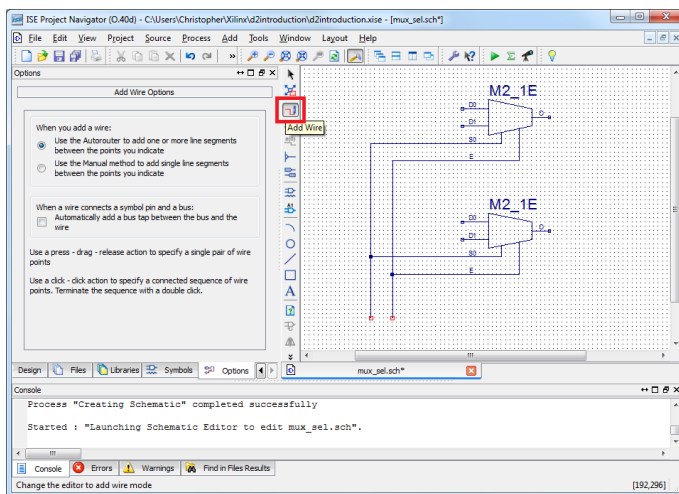 ISE Project Navigator (O.40d) - C:\Users\Christopher\Xilinx\d2introduction\d2introduction.xise - [mux_sel.sch*]
File Edit View Project Source Process Add Tools Window Layout Help
Options
Add Wire Options
When you add a wire:
Use the Autorouter to add one or more line segments
between the points you indicate
Use the Manual method to add single line segments
between the points you indicate
When a wire connects a symbol pin and a bus:
Automatically add a bus tap between the bus and the
wire
Use a press - drag - release action to specify a single pair of wire
points
Use a click - click action to specify a connected sequence of wire
points. Terminate the sequence with a double click.
Add Wire
A
M2_1E
D0
D1
S0
E
O
M2_1E
D0
D1
S0
E
O
Design Files Libraries Symbols Options
mux_sel.sch*
Console
Process "Creating Schematic" completed successfully
Started : "Launching Schematic Editor to edit mux_sel.sch".
Console Errors Warnings Find in Files Results
Change the editor to add wire mode
[192,296]